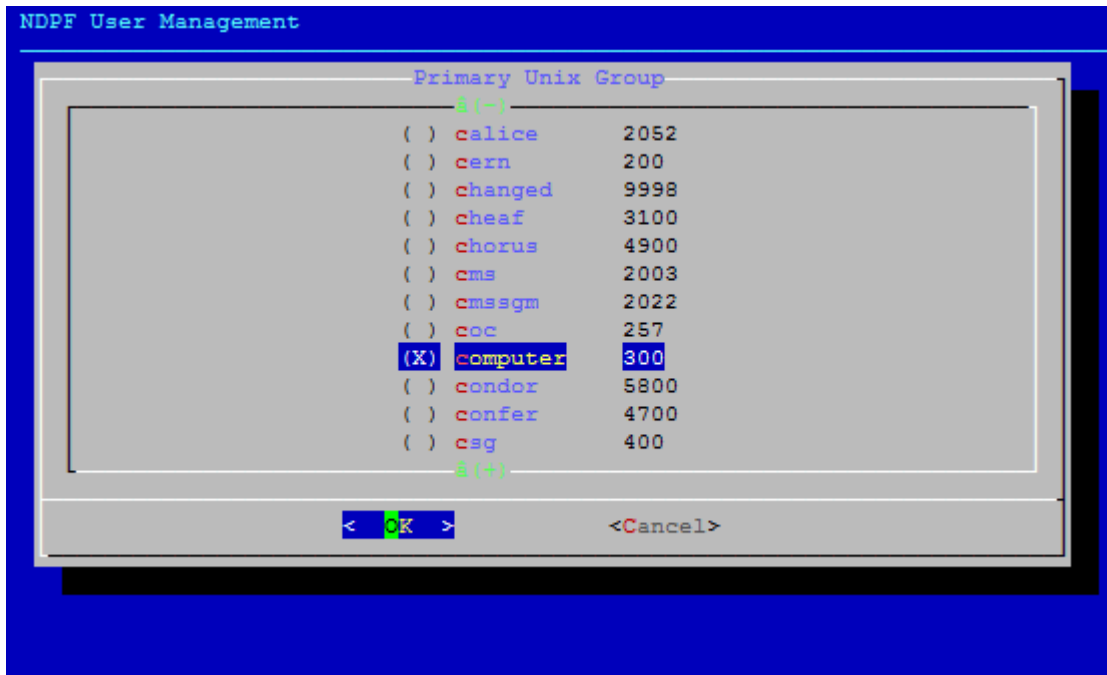 NDPF User Management
Primary Unix Group
(-)
( ) calice 2052
( ) cern 200
( ) changed 9998
( ) cheaf 3100
( ) chorus 4900
( ) cms 2003
( ) cmssgm 2022
( ) coc 257
(X) computer 300
( ) condor 5800
( ) confer 4700
( ) csg 400
(+)
< OK > <Cancel>